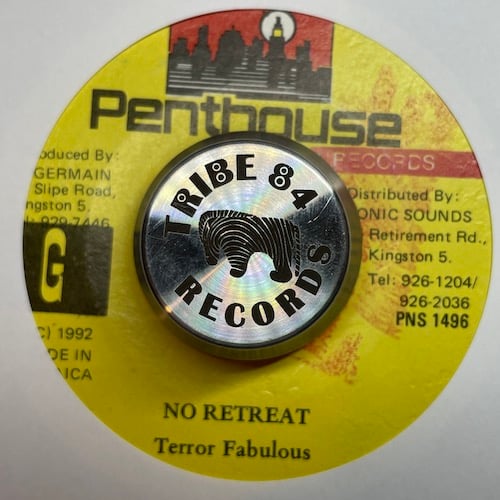 Penthouse
RECORDS
oduced By:
GERMAIN
Slipe Road,
ngston 5.
929-7446
G
C) 1992
DE IN
ICA
TRIBE 84
RECORDS
Distributed By:
ONIC SOUNDS
Retirement Rd.,
Kingston 5.
Tel: 926-1204/
926-2036
PNS 1496
NO RETREAT
Terror Fabulous